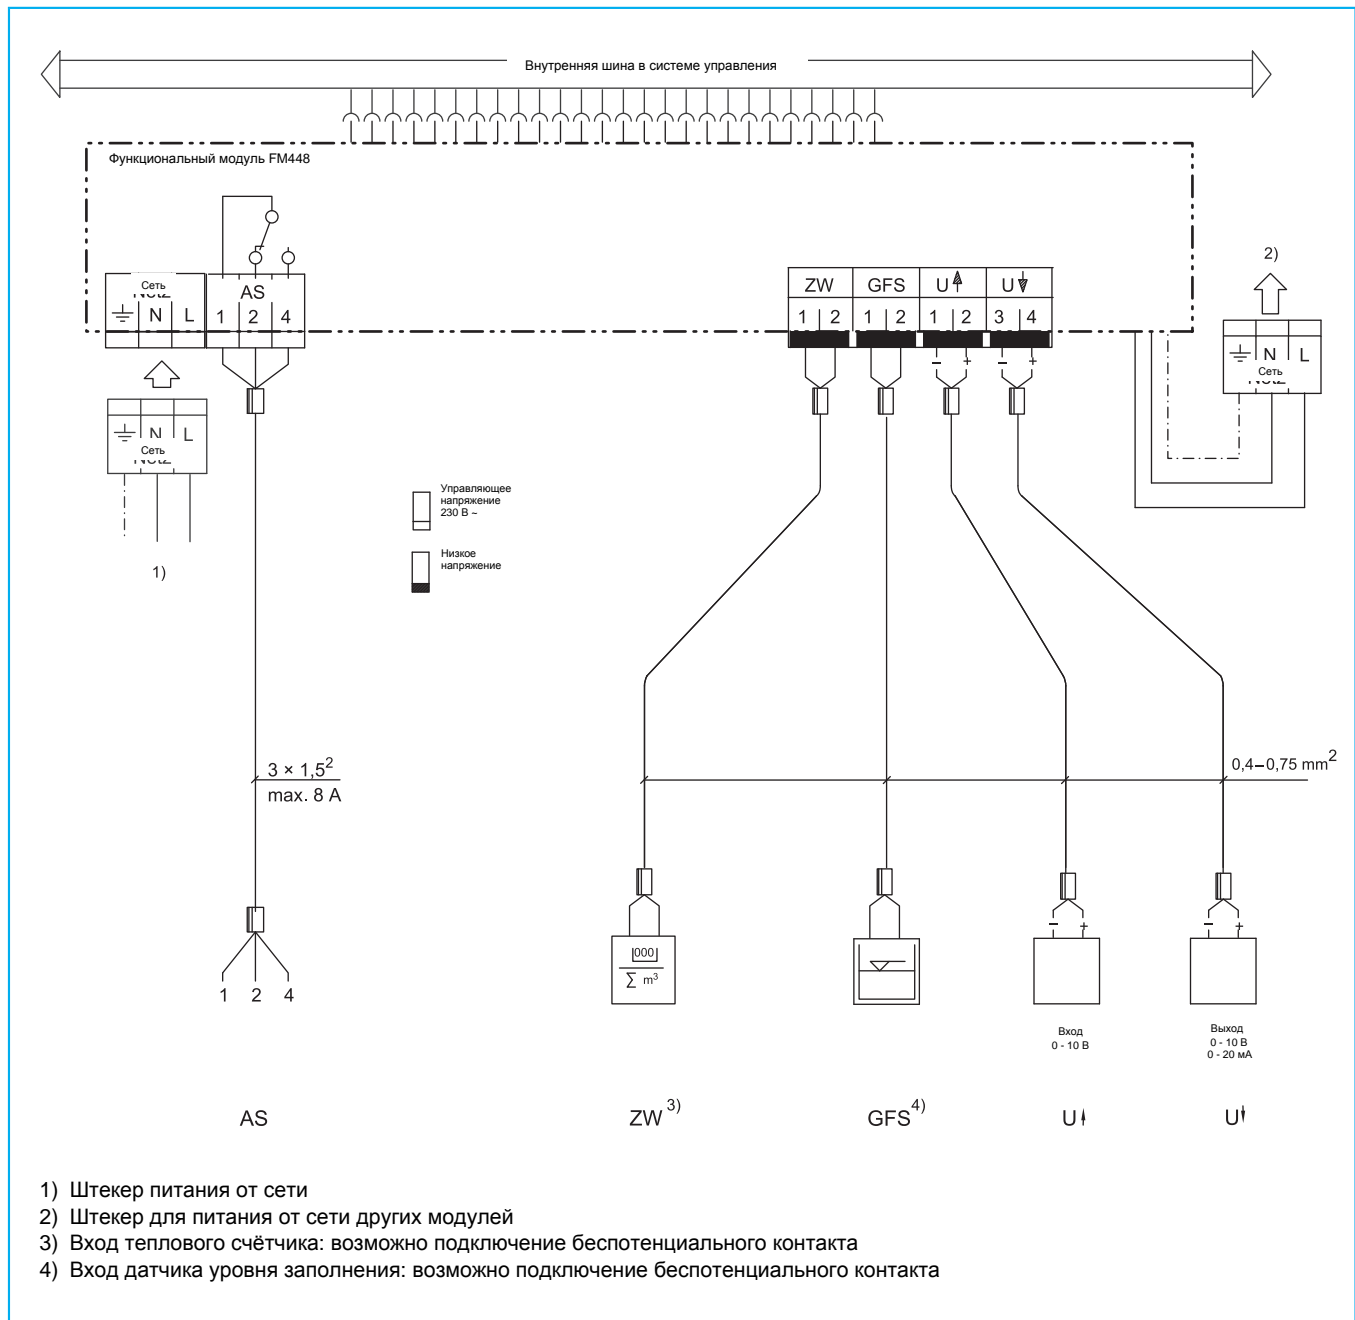 Внутренняя шина в системе управления
Функциональный модуль FM448
Сеть
N L
AS
1 2 4
ZW GFS U U
1 2 1 2 1 2 3 4
− + − +
2)
N L
Сеть
N L
Сеть
1)
Управляющее
напряжение
230 В ~
Низкое
напряжение
3 × 1,5²
max. 8 A
0,4–0,75 mm²
1 2 4
000
∑ m³
− +
− +
Вход
0 - 10 В
Выход
0 - 10 В
0 - 20 мА
AS
ZW 3)
GFS 4)
U
U
1) Штекер питания от сети
2) Штекер для питания от сети других модулей
3) Вход теплового счётчика: возможно подключение беспотенциального контакта
4) Вход датчика уровня заполнения: возможно подключение беспотенциального контакта